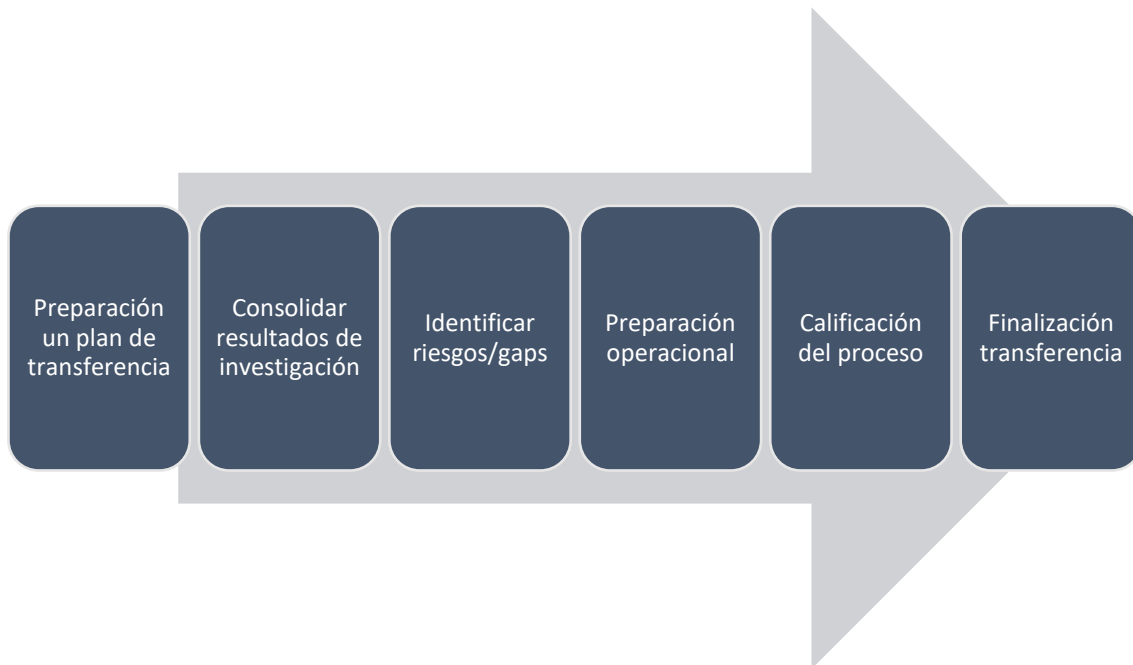 Preparación
un plan de
transferencia
Consolidar
resultados de
investigación
Identificar
riesgos/gaps
Preparación
operacional
Calificación
del proceso
Finalización
transferencia